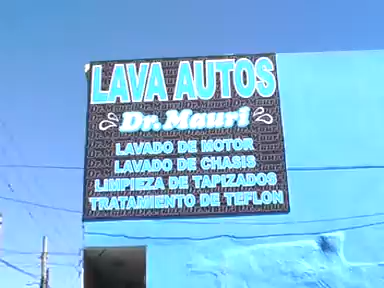 LAVA AUTOS
Dr. Mauri
LAVADO DE MOTOR
LAVADO DE CHASIS
LIMPIEZA DE TAPIZADOS
TRATAMIENTO DE TEFLON